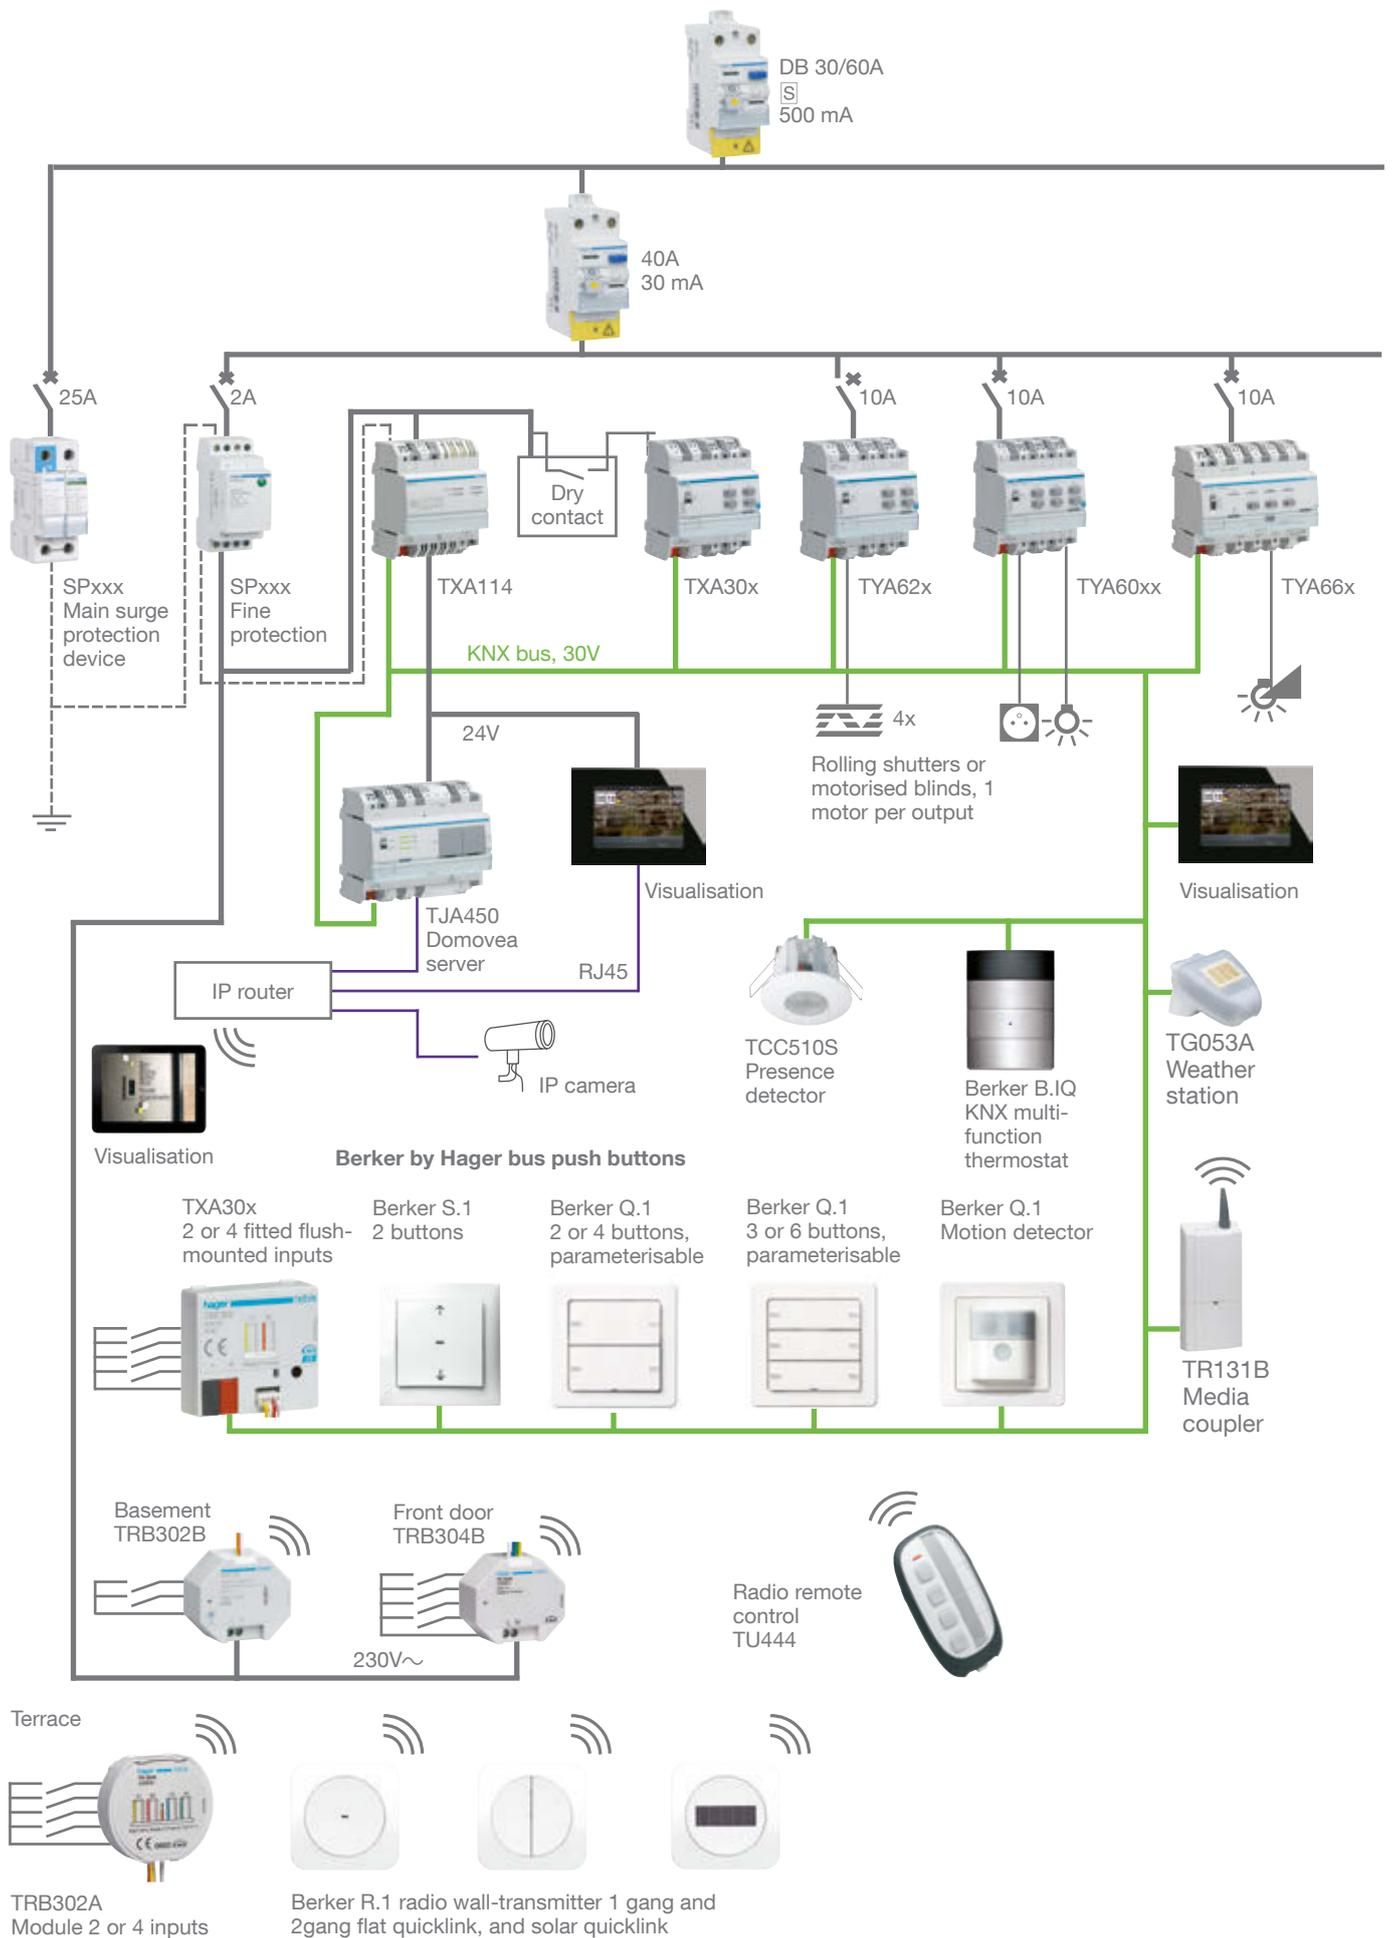 DB 30/60A
S
500 mA
40A
30 mA
25A
2A
10A
10A
10A
Dry
contact
SPxxx
Main surge
protection
device
SPxxx
Fine
protection
TXA114
TXA30x
TYA62x
TYA60xx
TYA66x
KNX bus, 30V
24V
4x
Rolling shutters or
motorised blinds, 1
motor per output
Visualisation
Visualisation
TJA450
Domovea
server
RJ45
IP router
IP camera
TCC510S
Presence
detector
Berker B.IQ
KNX multi-
function
thermostat
TG053A
Weather
station
Visualisation
Berker by Hager bus push buttons
TXA30x
2 or 4 fitted flush-
mounted inputs
Berker S.1
2 buttons
Berker Q.1
2 or 4 buttons,
parameterisable
Berker Q.1
3 or 6 buttons,
parameterisable
Berker Q.1
Motion detector
hager
CE
TR131B
Media
coupler
Basement
TRB302B
Front door
TRB304B
230V～
Radio remote
control
TU444
Terrace
hager
CE
TRB302A
Module 2 or 4 inputs
Berker R.1 radio wall-transmitter 1 gang and
2gang flat quicklink, and solar quicklink